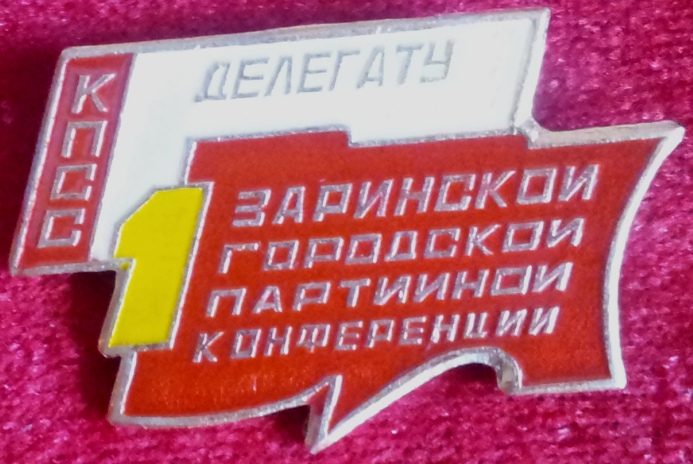 КПСС
ДЕЛЕГАТУ
1
ЗАРИНСКОЙ
ГОРОДСКОЙ
ПАРТИЙНОЙ
КОНФЕРЕНЦИИ